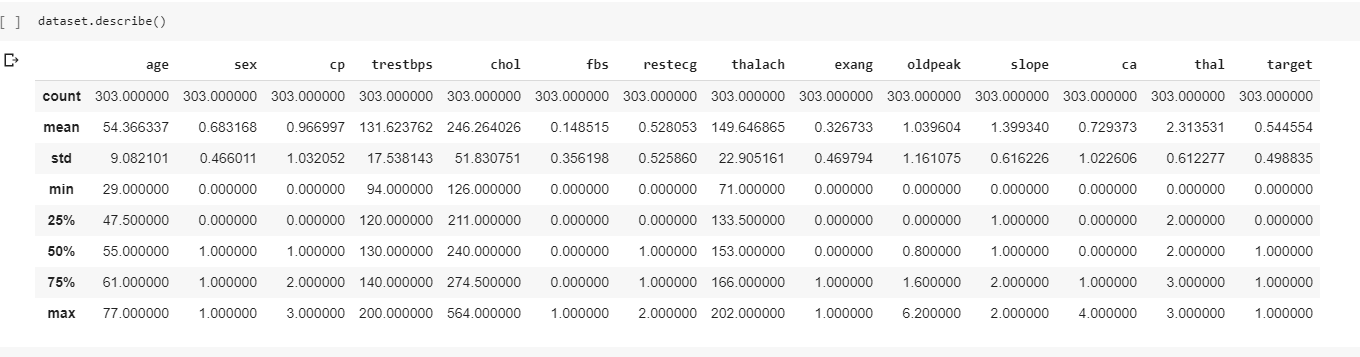 [ ] dataset.describe()
age sex cp trestbps chol fbs restecg thalach exang oldpeak slope ca thal target
count 303.000000 303.000000 303.000000 303.000000 303.000000 303.000000 303.000000 303.000000 303.000000 303.000000 303.000000 303.000000 303.000000 303.000000
mean 54.366337 0.683168 0.966997 131.623762 246.264026 0.148515 0.528053 149.646865 0.326733 1.039604 1.399340 0.729373 2.313531 0.544554
std 9.082101 0.466011 1.032052 17.538143 51.830751 0.356198 0.525860 22.905161 0.469794 1.161075 0.616226 1.022606 0.612277 0.498835
min 29.000000 0.000000 0.000000 94.000000 126.000000 0.000000 0.000000 71.000000 0.000000 0.000000 0.000000 0.000000 0.000000 0.000000
25% 47.500000 0.000000 0.000000 120.000000 211.000000 0.000000 0.000000 133.500000 0.000000 0.000000 1.000000 0.000000 2.000000 0.000000
50% 55.000000 1.000000 1.000000 130.000000 240.000000 0.000000 1.000000 153.000000 0.000000 0.800000 1.000000 0.000000 2.000000 1.000000
75% 61.000000 1.000000 2.000000 140.000000 274.500000 0.000000 1.000000 166.000000 1.000000 1.600000 2.000000 1.000000 3.000000 1.000000
max 77.000000 1.000000 3.000000 200.000000 564.000000 1.000000 2.000000 202.000000 1.000000 6.200000 2.000000 4.000000 3.000000 1.000000